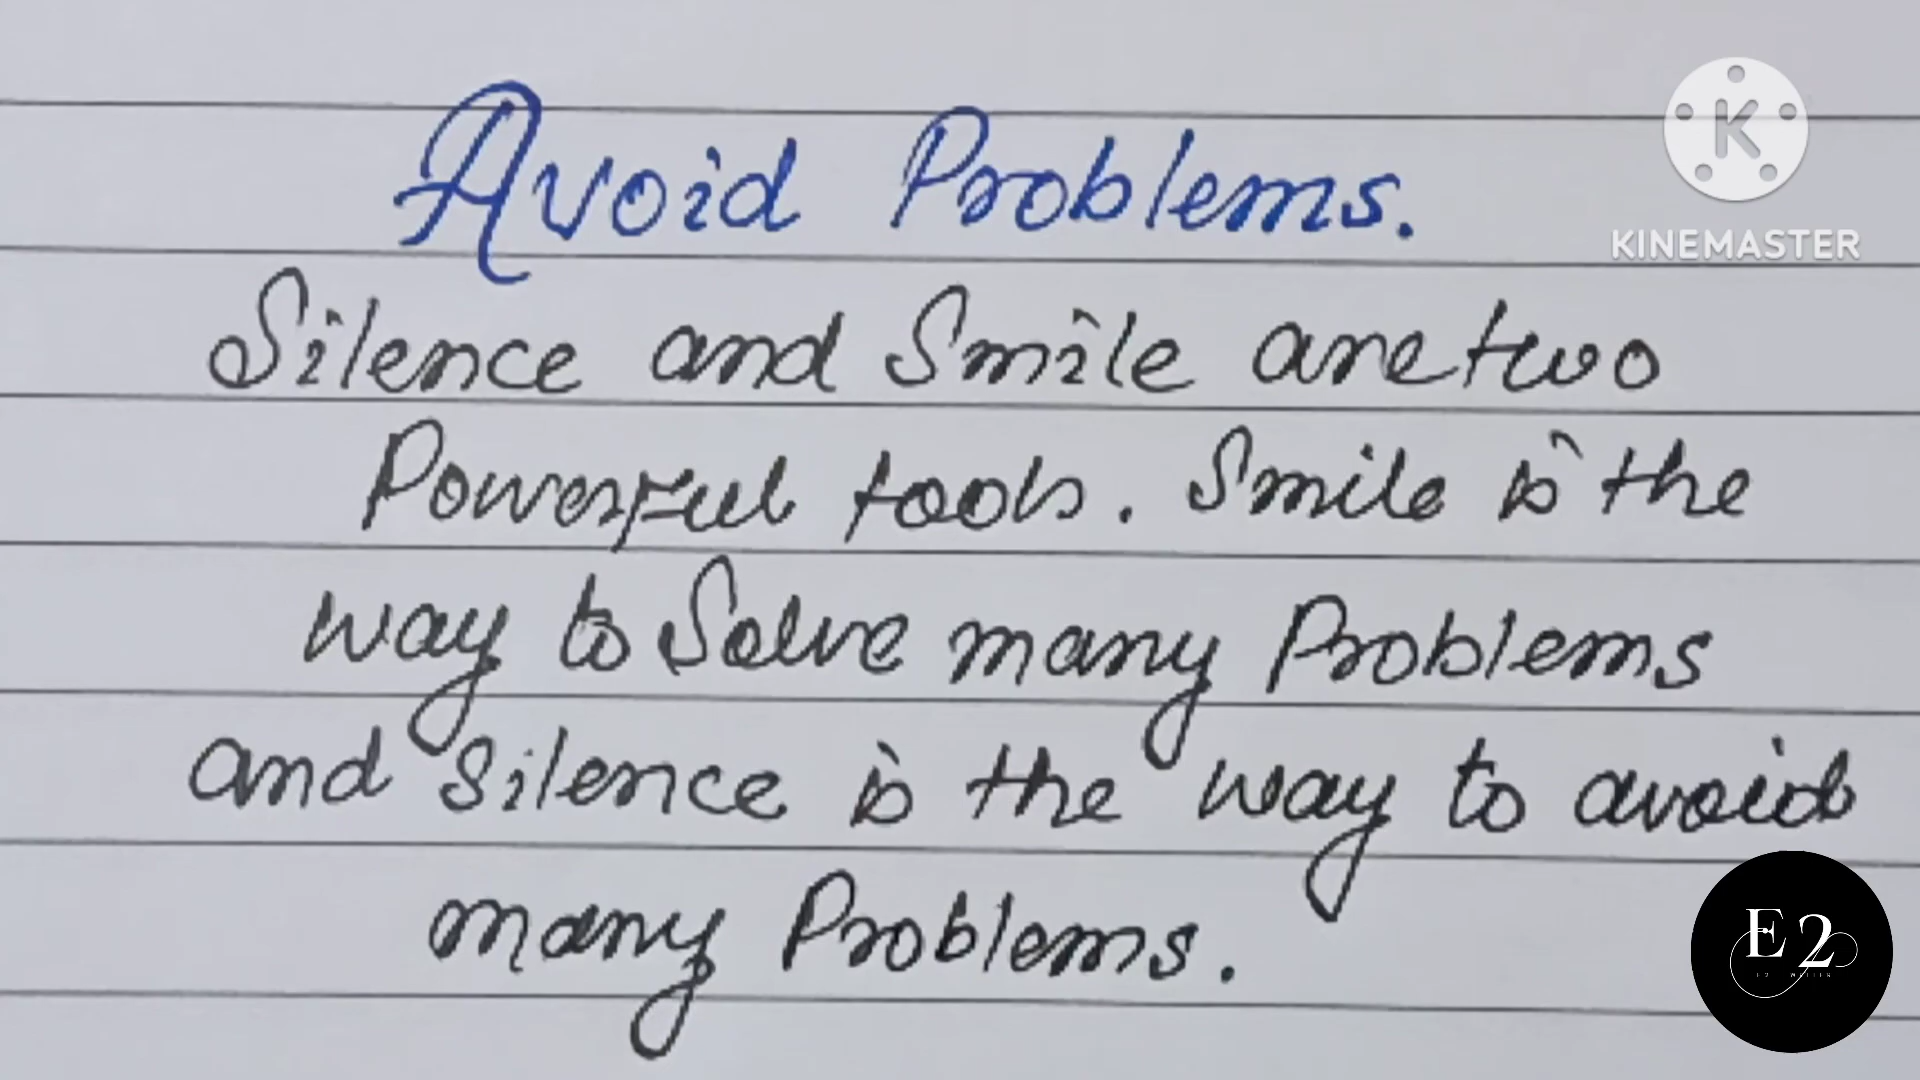 Avoid Problems.
K
KINEMASTER
Silence and Smile are two
Powerful tools. Smile is the
way to Solve many Problems
and Silence is the way to avoid
many Problems.
E2